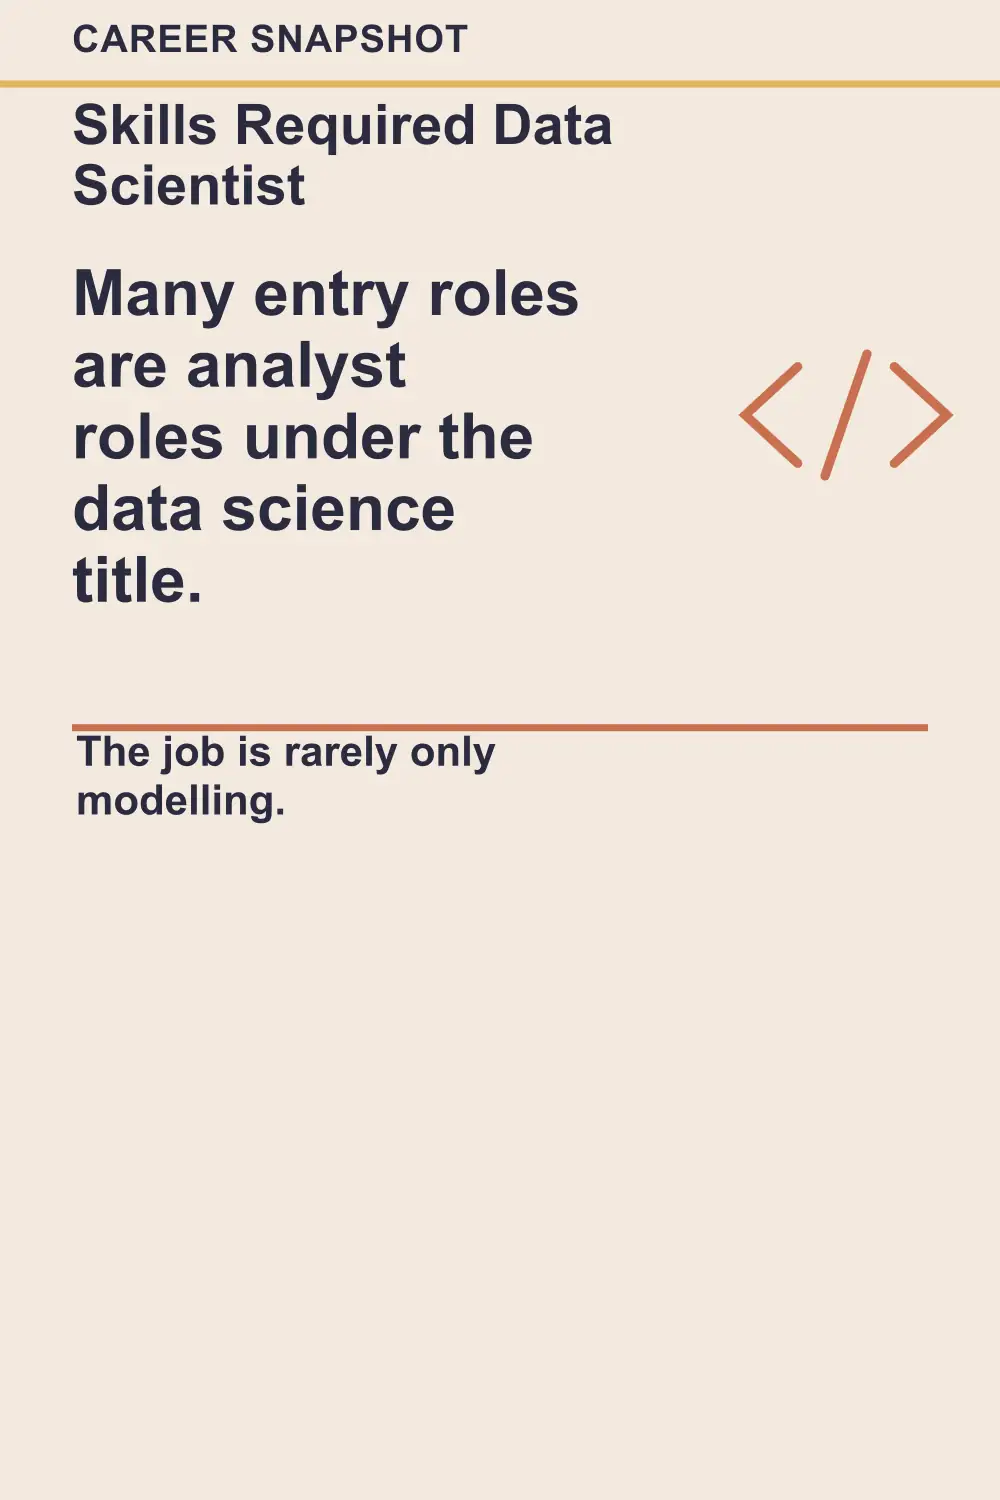 CAREER SNAPSHOT
Skills Required Data
Scientist
Many entry roles
are analyst
roles under the
data science
title.
The job is rarely only
modelling.